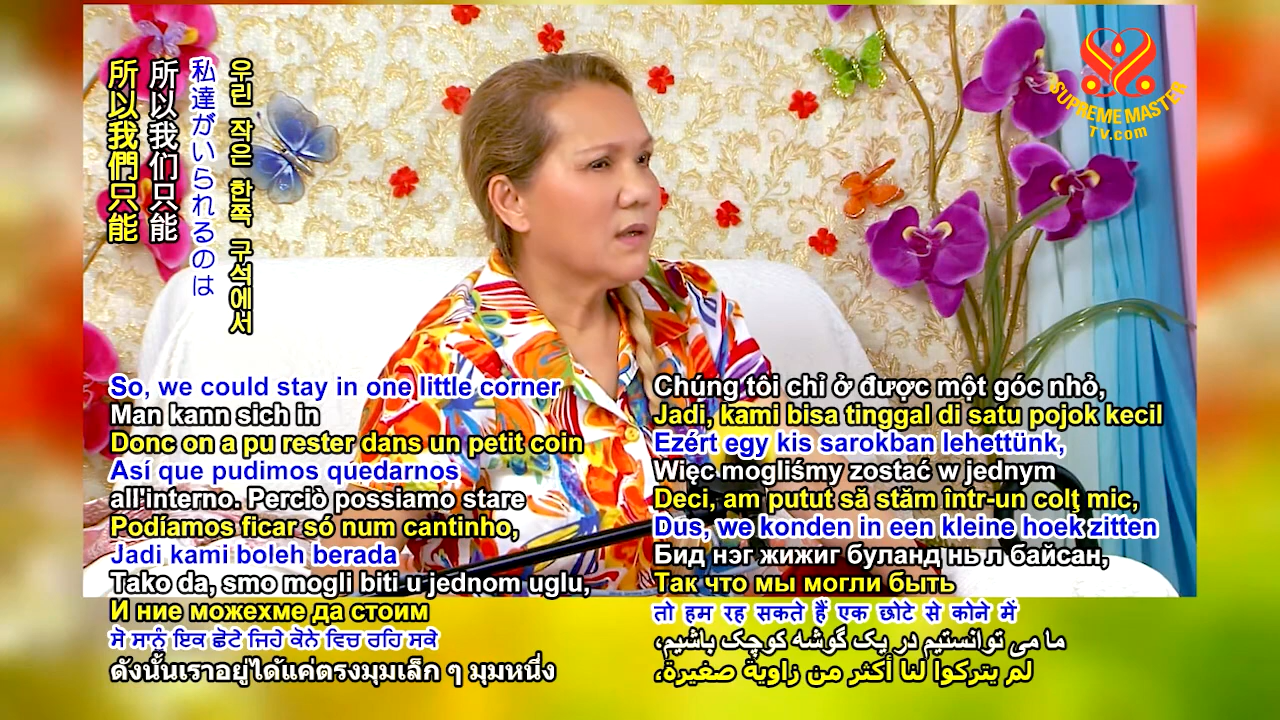 우린 작은 한쪽 구석에서
私達がいられるのは
所以我们只能
所以我們只能
SUPREME MASTER
TV.com
So, we could stay in one little corner
Man kann sich in
Donc on a pu rester dans un petit coin
Así que pudimos quedarnos
all'interno. Perciò possiamo stare
Podíamos ficar só num cantinho,
Jadi kami boleh berada
Tako da, smo mogli biti u jednom uglu,
И ние можехме да стоим
ਸੋ ਸਾਨੂੰ ਇਕ ਛੋਟੇ ਜਿਹੇ ਕੋਨੇ ਵਿਚ ਰਹਿ ਸਕੇ
ดังนั้นเราอยู่ได้แค่ตรงมุมเล็ก ๆ มุมหนึ่ง
Chúng tôi chỉ ở được một góc nhỏ,
Jadi, kami bisa tinggal di satu pojok kecil
Ezért egy kis sarokban lehettünk,
Więc mogliśmy zostać w jednym
Deci, am putut să stăm într-un colţ mic,
Dus, we konden in een kleine hoek zitten
Бид нэг жижиг буланд нь л байсан,
Так что мы могли быть
तो हम रह सकते हैं एक छोटे से कोने में
ما می توانستیم در یک گوشه کوچک باشیم،
لم يتركوا لنا أكثر من زاوية صغيرة،